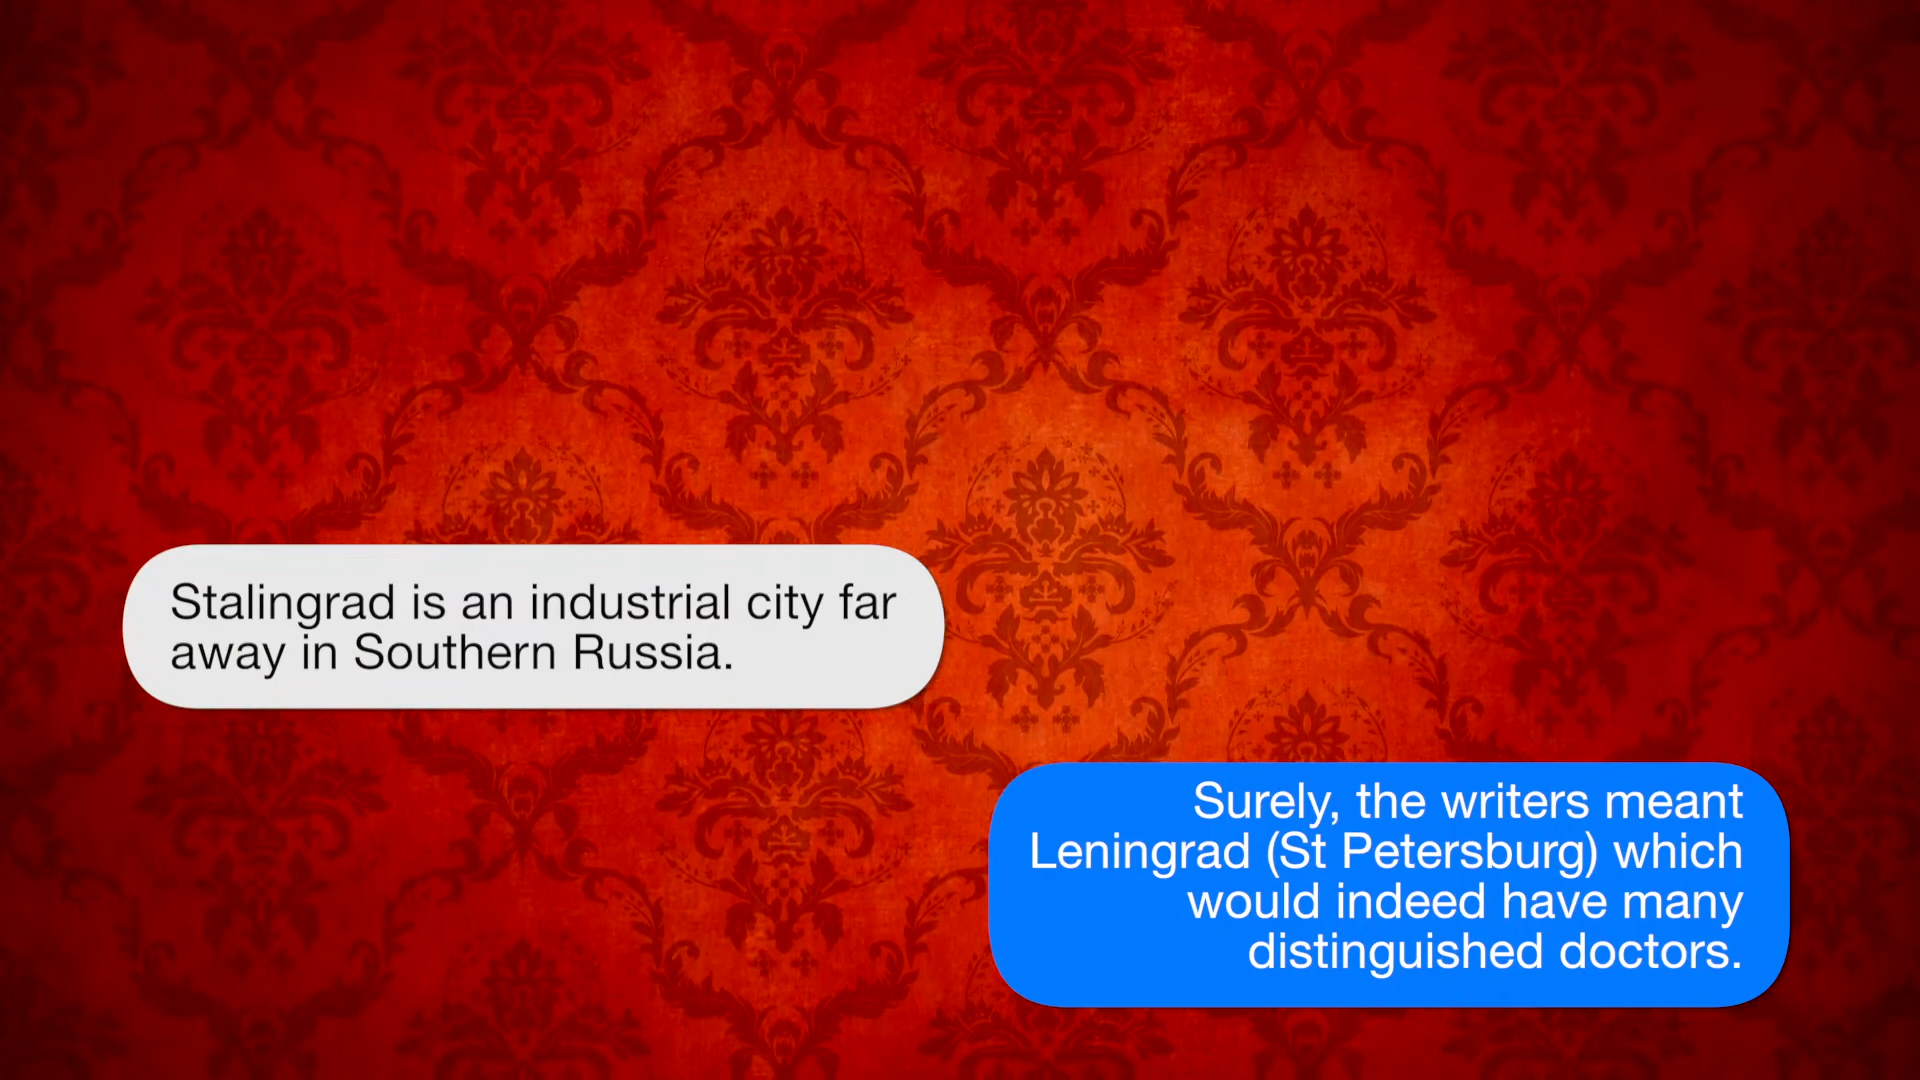 Stalingrad is an industrial city far
away in Southern Russia.
Surely, the writers meant
Leningrad (St Petersburg) which
would indeed have many
distinguished doctors.